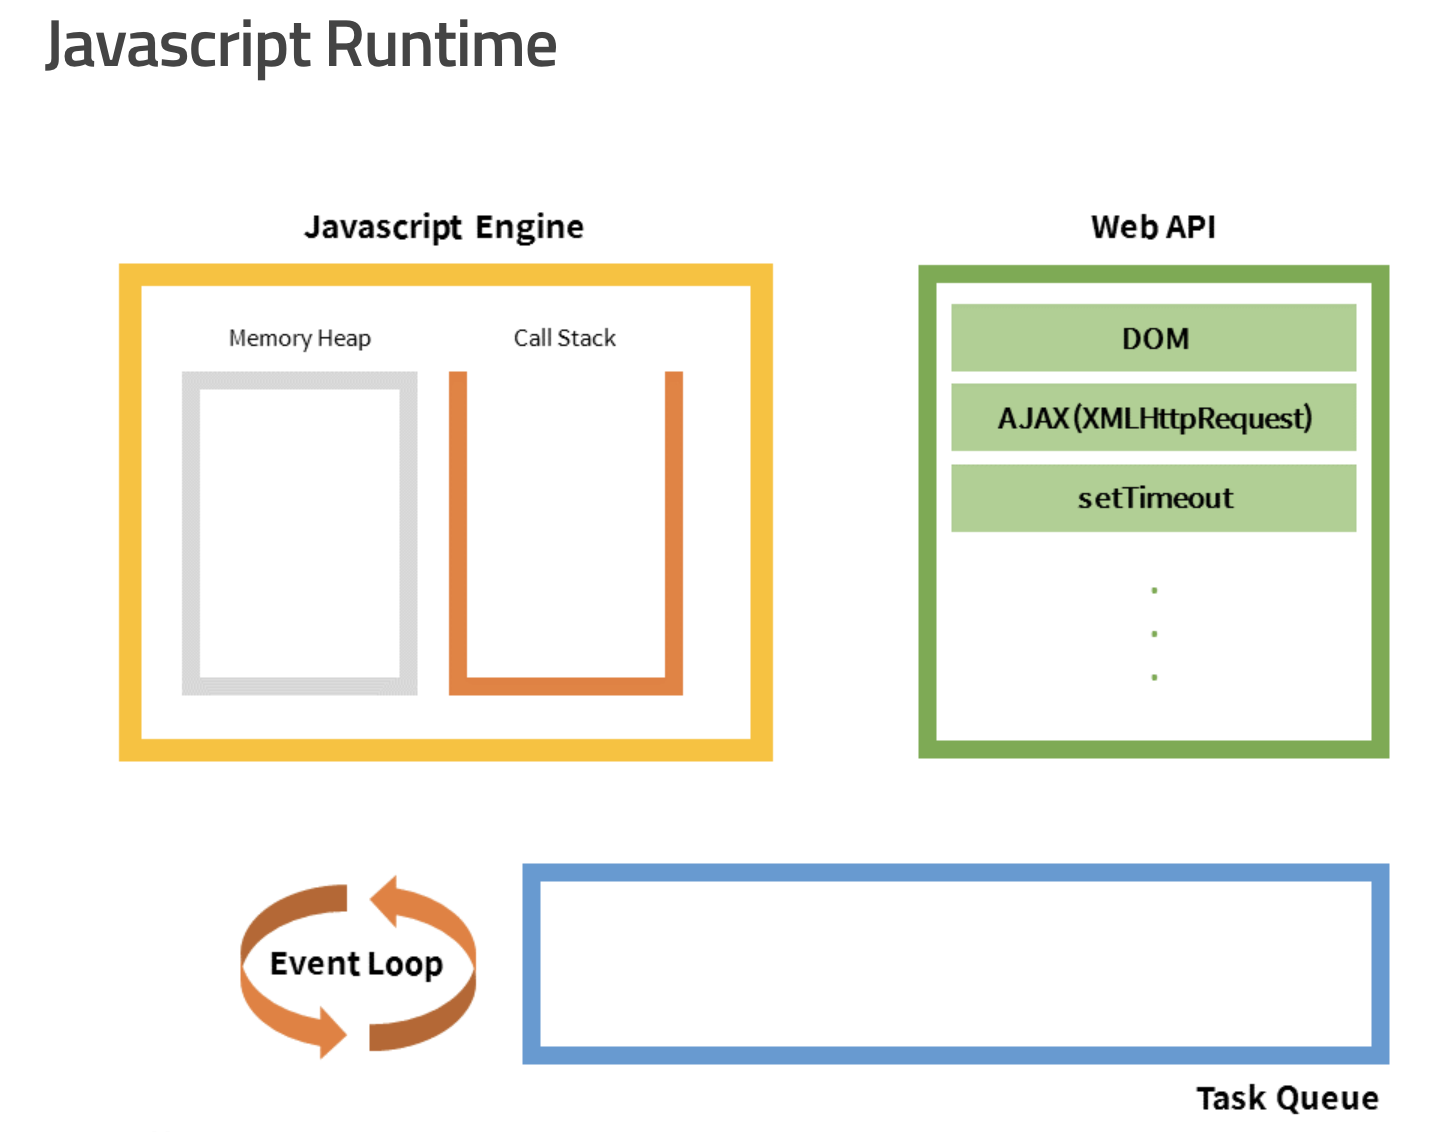 Javascript Runtime
Javascript Engine
Web API
Memory Heap
Call Stack
DOM
AJAX(XMLHttpRequest)
setTimeout
Event Loop
Task Queue